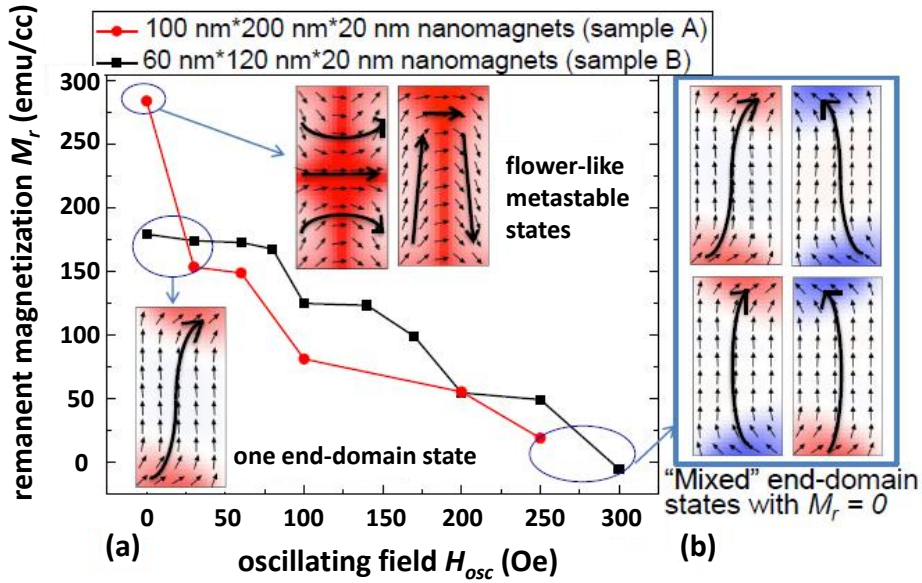 100 nm*200 nm*20 nm nanomagnets (sample A)
60 nm*120 nm*20 nm nanomagnets (sample B)
remanent magnetization Mr (emu/cc)
300
250
200
150
100
50
0
flower-like
metastable
states
one end-domain state
0
50
100
150
200
250
300
(a)
oscillating field Hosc (Oe)
"Mixed" end-domain
states with Mr = 0
(b)